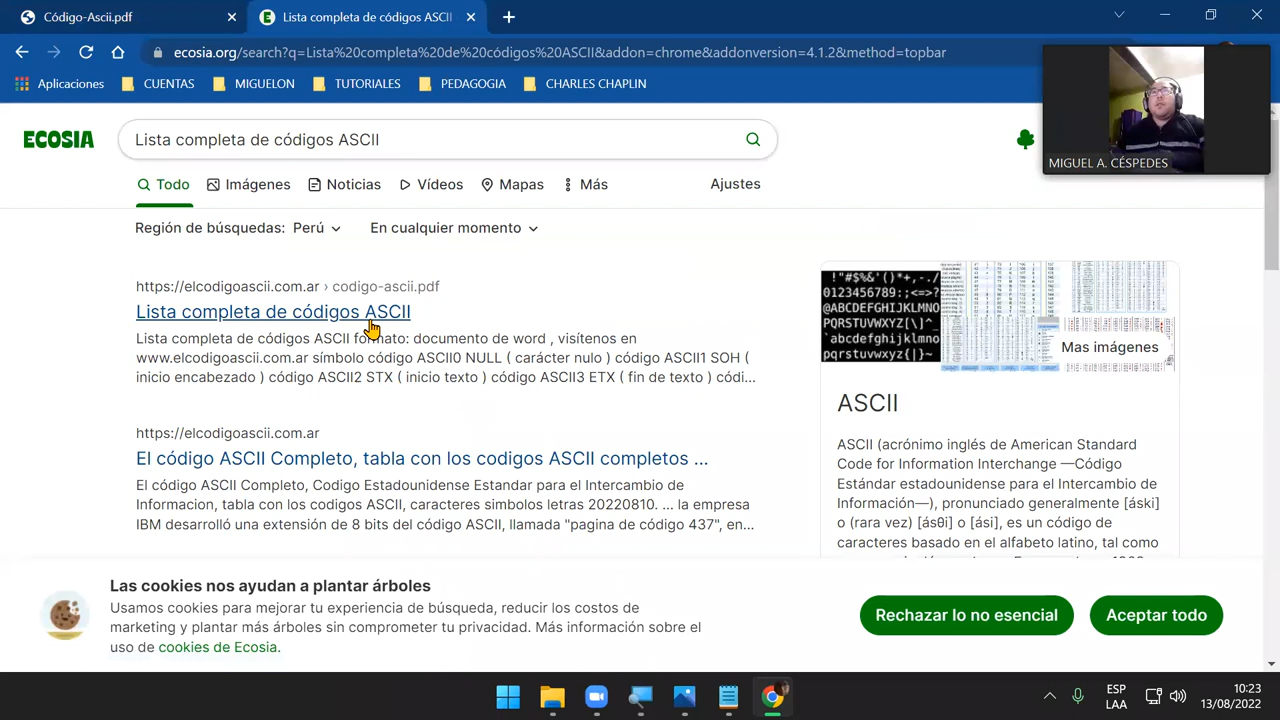 Código-Ascii.pdf
Lista completa de códigos ASCII
ecosia.org/search?q=Lista%20completa%20de%20códigos%20ASCII&addon=chrome&addonversion=4.1.2&method=topbar
Aplicaciones
CUENTAS
MIGUELON
TUTORIALES
PEDAGOGIA
CHARLES CHAPLIN
MIGUEL A. CÉSPEDES
ECOSIA
Lista completa de códigos ASCII
Todo
Imágenes
Noticias
Vídeos
Mapas
Más
Ajustes
Región de búsquedas: Perú
En cualquier momento
https://elcodigoascii.com.ar › codigo-ascii.pdf
Lista completa de códigos ASCII
Lista completa de códigos ASCII formato: documento de word , visítenos en
www.elcodigoascii.com.ar símbolo código ASCII0 NULL ( carácter nulo ) código ASCII1 SOH (
inicio encabezado ) código ASCII2 STX ( inicio texto ) código ASCII3 ETX ( fin de texto ) códi...
https://elcodigoascii.com.ar
El código ASCII Completo, tabla con los codigos ASCII completos ...
El código ASCII Completo, Codigo Estadounidense Estandar para el Intercambio de
Informacion, tabla con los codigos ASCII, caracteres simbolos letras 20220810. ... la empresa
IBM desarrolló una extensión de 8 bits del código ASCII, llamada "pagina de código 437", en...
!"#$%&'()*+,-./
0123456789:;<=>?
@ABCDEFGHIJKLMNO
PQRSTUVWXYZ[\]^_
`abcdefghijklmno
pqrstuvwxyz{|}~
Mas imágenes
ASCII
ASCII (acrónimo inglés de American Standard
Code for Information Interchange —Código
Estándar estadounidense para el Intercambio de
Información—), pronunciado generalmente [áski]
o (rara vez) [ásθi] o [ási], es un código de
caracteres basado en el alfabeto latino, tal como
Las cookies nos ayudan a plantar árboles
Usamos cookies para mejorar tu experiencia de búsqueda, reducir los costos de
marketing y plantar más árboles sin comprometer tu privacidad. Más información sobre el
uso de cookies de Ecosia.
Rechazar lo no esencial
Aceptar todo
ESP
LAA
10:23
13/08/2022